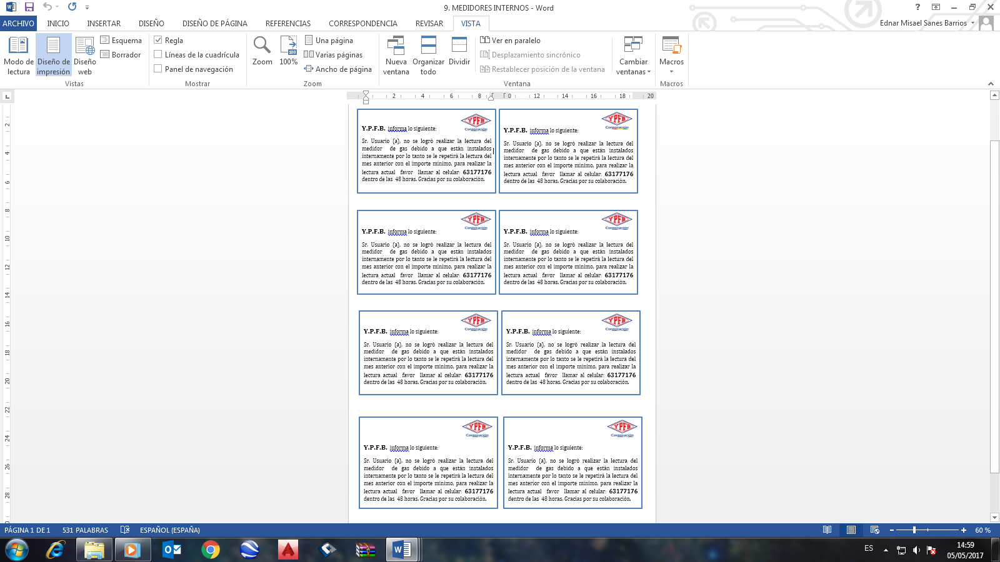 9. MEDIDORES INTERNOS - Word
ARCHIVO INICIO INSERTAR DISEÑO DISEÑO DE PÁGINA REFERENCIAS CORRESPONDENCIA REVISAR VISTA
Ednar Misael Sanes Barrios
Modo de lectura
Diseño de impresión
Diseño web
Esquema
Borrador
Vistas
Regla
Líneas de la cuadrícula
Panel de navegación
Mostrar
Zoom
100%
Una página
Varias páginas
Ancho de página
Zoom
Nueva ventana
Organizar todo
Dividir
Ver en paralelo
Desplazamiento sincrónico
Restablecer posición de la ventana
Cambiar ventanas
Ventana
Macros
Macros
2 4 6 8 10 12 14 16 18 20
2 4 6 8 10 12 14 16 18 20 22 24 26 28
YPFB
Corporación
Y.P.F.B. informa lo siguiente:
Sr. Usuario (a), no se logró realizar la lectura del
medidor de gas debido a que están instalados
internamente por lo tanto se le repetirá la lectura del
mes anterior con el importe mínimo, para realizar la
lectura actual favor llamar al celular: 63177176
dentro de las 48 horas. Gracias por su colaboración.
YPFB
Corporación
Y.P.F.B. informa lo siguiente:
Sr. Usuario (a), no se logró realizar la lectura del
medidor de gas debido a que están instalados
internamente por lo tanto se le repetirá la lectura del
mes anterior con el importe mínimo, para realizar la
lectura actual favor llamar al celular: 63177176
dentro de las 48 horas. Gracias por su colaboración.
YPFB
Corporación
Y.P.F.B. informa lo siguiente:
Sr. Usuario (a), no se logró realizar la lectura del
medidor de gas debido a que están instalados
internamente por lo tanto se le repetirá la lectura del
mes anterior con el importe mínimo, para realizar la
lectura actual favor llamar al celular: 63177176
dentro de las 48 horas. Gracias por su colaboración.
YPFB
Corporación
Y.P.F.B. informa lo siguiente:
Sr. Usuario (a), no se logró realizar la lectura del
medidor de gas debido a que están instalados
internamente por lo tanto se le repetirá la lectura del
mes anterior con el importe mínimo, para realizar la
lectura actual favor llamar al celular: 63177176
dentro de las 48 horas. Gracias por su colaboración.
YPFB
Corporación
Y.P.F.B. informa lo siguiente:
Sr. Usuario (a), no se logró realizar la lectura del
medidor de gas debido a que están instalados
internamente por lo tanto se le repetirá la lectura del
mes anterior con el importe mínimo, para realizar la
lectura actual favor llamar al celular: 63177176
dentro de las 48 horas. Gracias por su colaboración.
YPFB
Corporación
Y.P.F.B. informa lo siguiente:
Sr. Usuario (a), no se logró realizar la lectura del
medidor de gas debido a que están instalados
internamente por lo tanto se le repetirá la lectura del
mes anterior con el importe mínimo, para realizar la
lectura actual favor llamar al celular: 63177176
dentro de las 48 horas. Gracias por su colaboración.
YPFB
Corporación
Y.P.F.B. informa lo siguiente:
Sr. Usuario (a), no se logró realizar la lectura del
medidor de gas debido a que están instalados
internamente por lo tanto se le repetirá la lectura del
mes anterior con el importe mínimo, para realizar la
lectura actual favor llamar al celular: 63177176
dentro de las 48 horas. Gracias por su colaboración.
YPFB
Corporación
Y.P.F.B. informa lo siguiente:
Sr. Usuario (a), no se logró realizar la lectura del
medidor de gas debido a que están instalados
internamente por lo tanto se le repetirá la lectura del
mes anterior con el importe mínimo, para realizar la
lectura actual favor llamar al celular: 63177176
dentro de las 48 horas. Gracias por su colaboración.
PÁGINA 1 DE 1 531 PALABRAS ESPAÑOL (ESPAÑA) 60 %
ES 14:59
05/05/2017